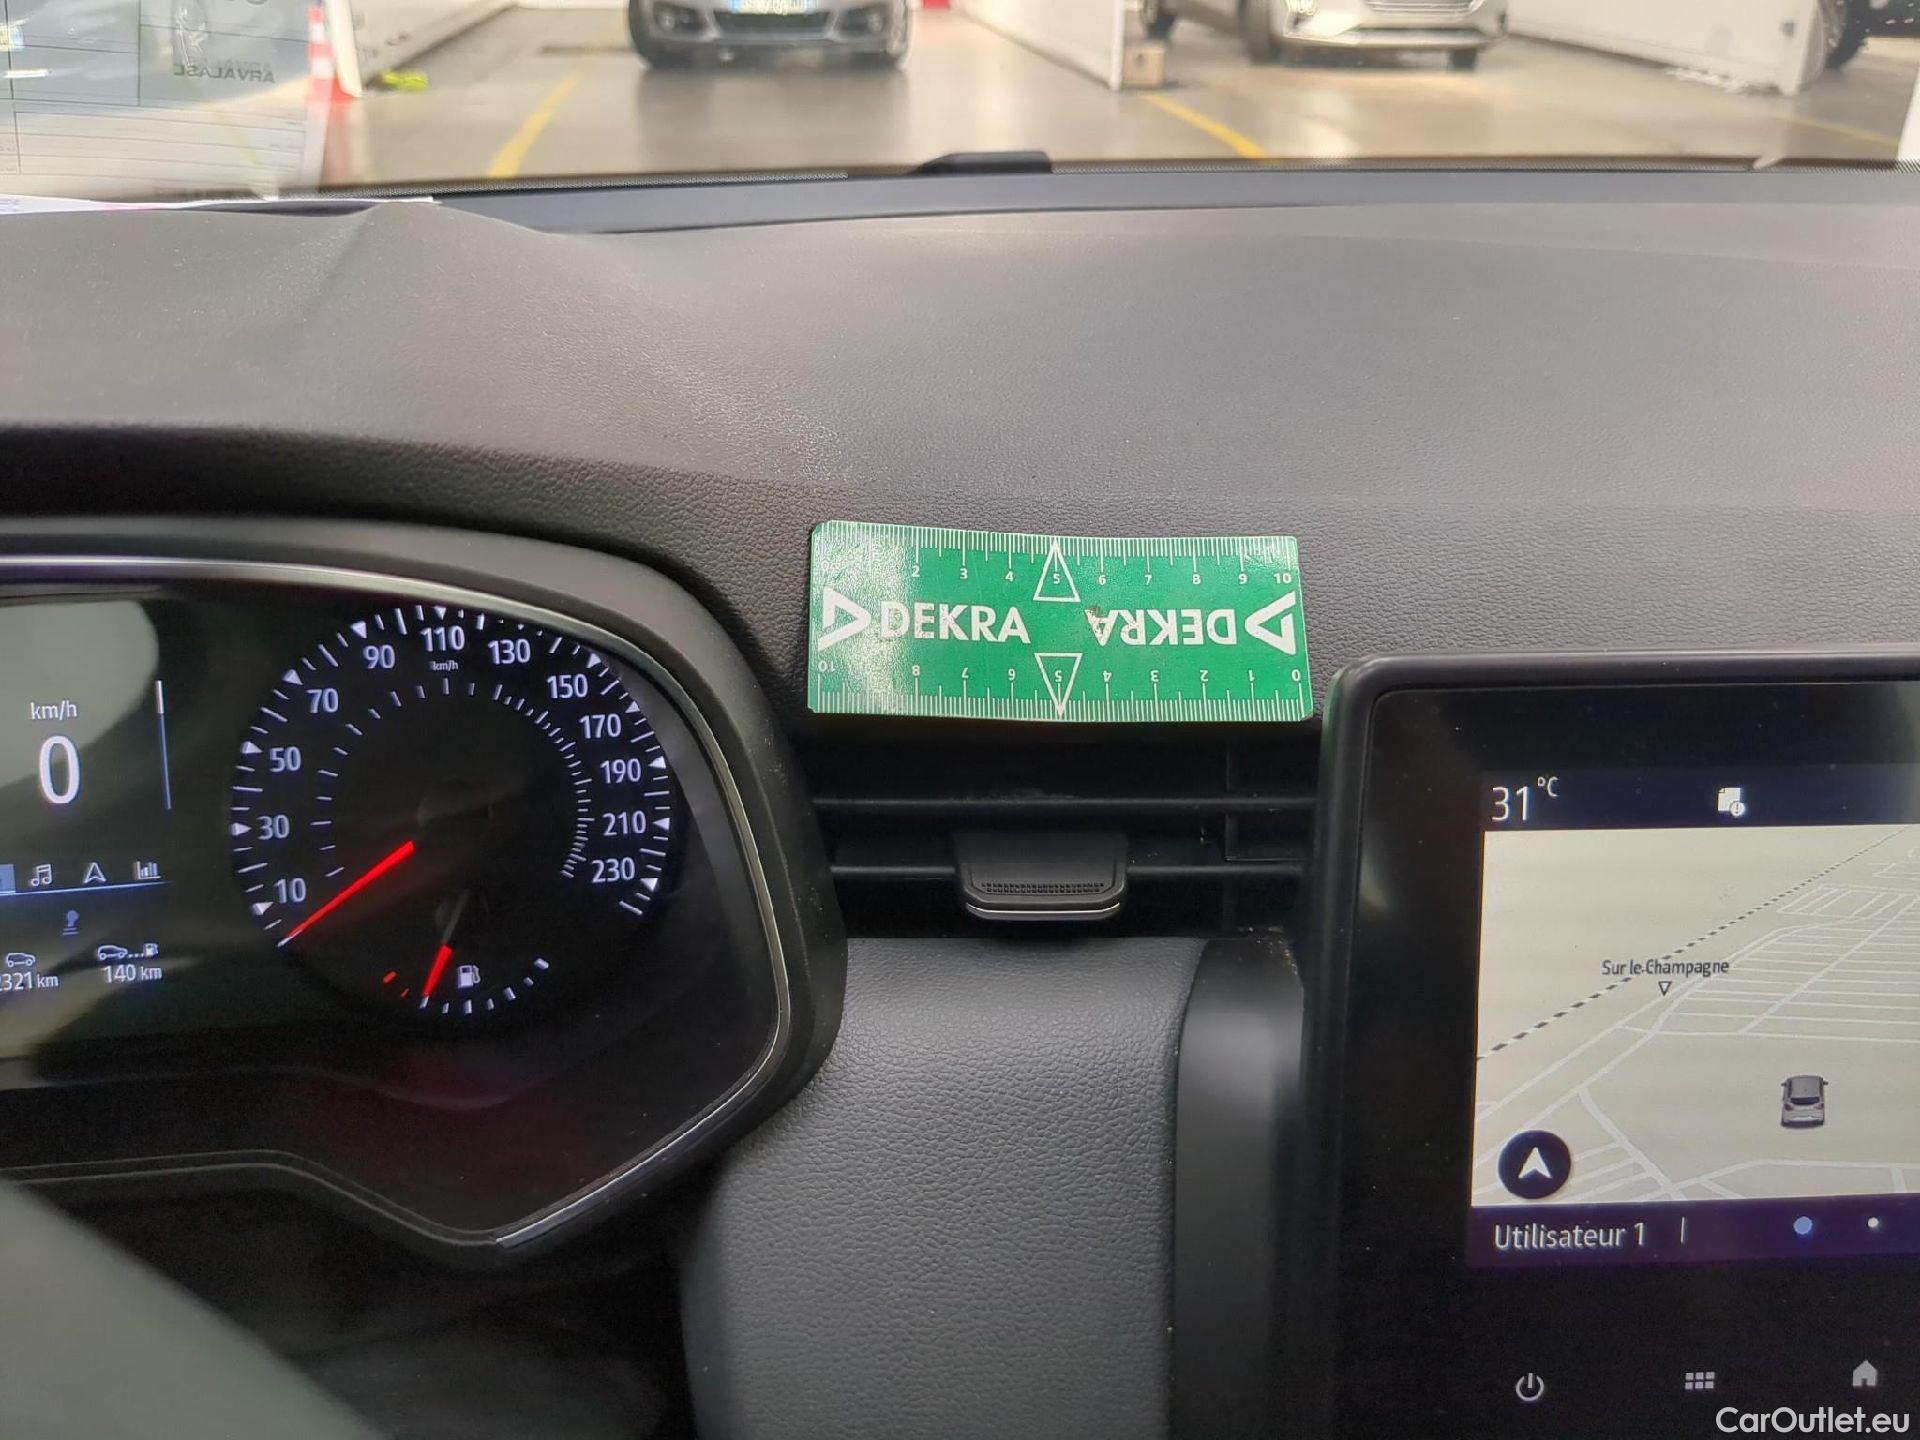 ARVALASE
2 3 4 5 6 7 8 9 10
DEKRA DEKRA
10 8 7 6 5 4 3 2 1 0
km/h
0
10 30 50 70 90 110 130 150 170 190 210 230
km/h
2321 km
140 km
31 °C
Sur le Champagne
Utilisateur 1
CarOutlet.eu